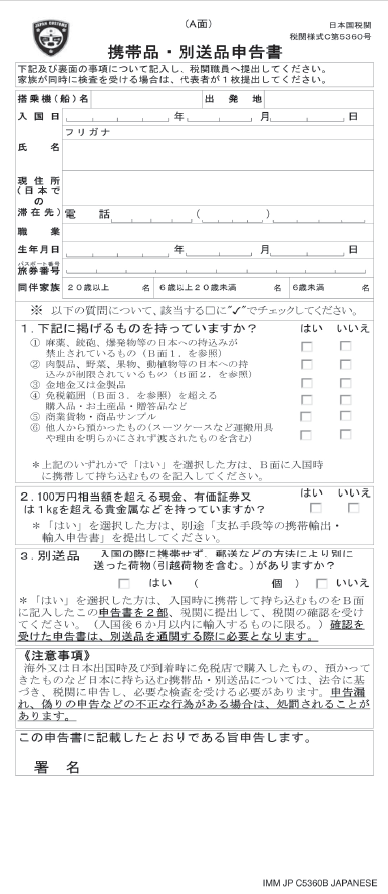 (A面)
日本国税関
税関様式C第5360号
JAPAN CUSTOMS
携帯品・別送品申告書
下記及び裏面の事項について記入し、税関職員へ提出してください。
家族が同時に検査を受ける場合は、代表者が1枚提出してください。
搭乗機(船)名 出発地
入国日 年 月 日
フリガナ
氏名
現住所
(日本での
滞在先) 電話 ( )
職業
生年月日 年 月 日
パスポート番号
旅券番号
同伴家族 20歳以上 名 6歳以上20歳未満 名 6歳未満 名
※ 以下の質問について、該当する□に"✓"でチェックしてください。
1.下記に掲げるものを持っていますか? はい いいえ
① 麻薬、銃砲、爆発物等の日本への持込みが
禁止されているもの(B面1.を参照)
② 肉製品、野菜、果物、動植物等の日本への持
込みが制限されているもの(B面2.を参照)
③ 金地金又は金製品
④ 免税範囲(B面3.を参照)を超える
購入品・お土産品・贈答品など
⑤ 商業貨物・商品サンプル
⑥ 他人から預かったもの(スーツケースなど運搬用具
や理由を明らかにされず渡されたものを含む)
*上記のいずれかで「はい」を選択した方は、B面に入国時
に携帯して持ち込むものを記入してください。
2.100万円相当額を超える現金、有価証券又 はい いいえ
は1kgを超える貴金属などを持っていますか?
*「はい」を選択した方は、別途「支払手段等の携帯輸出・
輸入申告書」を提出してください。
3.別送品 入国の際に携帯せず、郵送などの方法により別に
送った荷物(引越荷物を含む。)がありますか?
□ はい ( 個) □ いいえ
*「はい」を選択した方は、入国時に携帯して持ち込むものをB面
に記入したこの申告書を2部、税関に提出して、税関の確認を受け
てください。(入国後6か月以内に輸入するものに限る。)確認を
受けた申告書は、別送品を通関する際に必要となります。
《注意事項》
海外又は日本出国時及び到着時に免税店で購入したもの、預かって
きたものなど日本に持ち込む携帯品・別送品については、法令に基
づき、税関に申告し、必要な検査を受ける必要があります。申告漏
れ、偽りの申告などの不正な行為がある場合は、処罰されることが
あります。
この申告書に記載したとおりである旨申告します。
署名
IMM JP C5360B JAPANESE